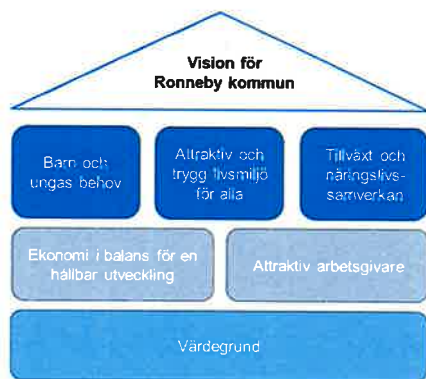 Vision för
Ronneby kommun
Barn och
ungas behov
Attraktiv och
trygg livsmiljö
för alla
Tillväxt och
näringslivs-
samverkan
Ekonomi i balans för en
hållbar utveckling
Attraktiv arbetsgivare
Värdegrund